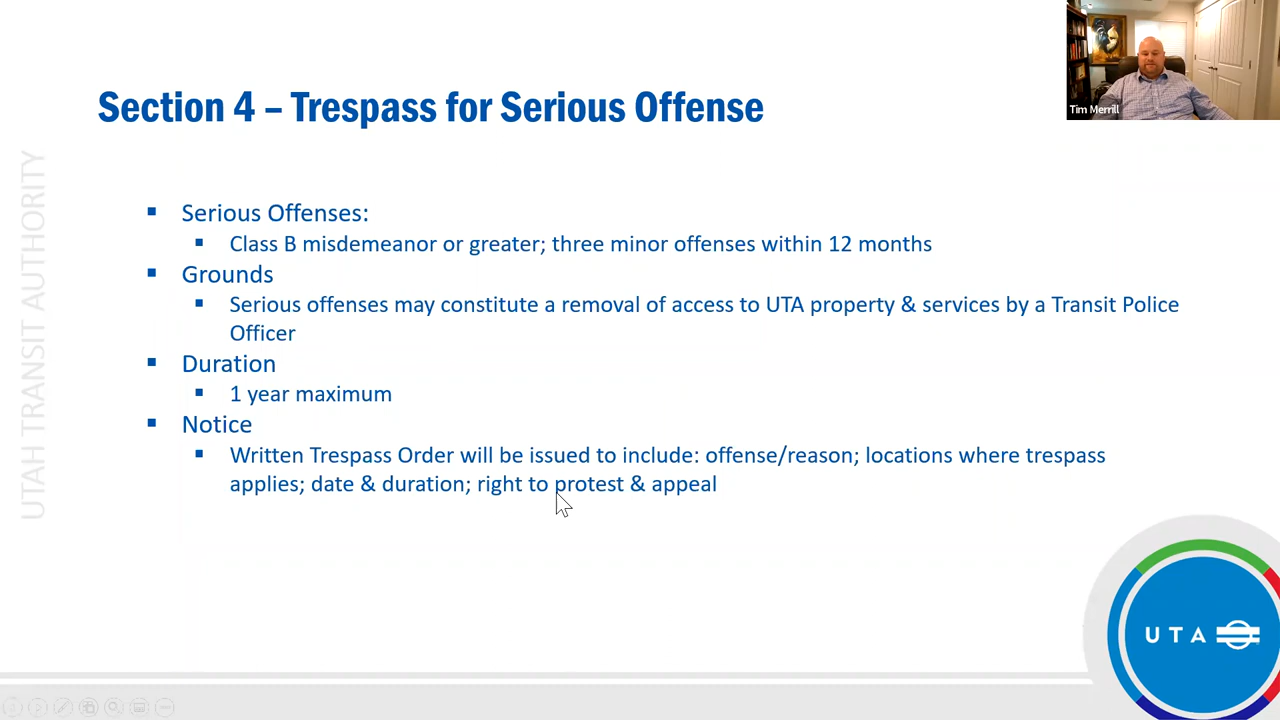 Tim Merrill
Section 4 – Trespass for Serious Offense
UTAH TRANSIT AUTHORITY
Serious Offenses:
Class B misdemeanor or greater; three minor offenses within 12 months
Grounds
Serious offenses may constitute a removal of access to UTA property & services by a Transit Police
Officer
Duration
1 year maximum
Notice
Written Trespass Order will be issued to include: offense/reason; locations where trespass
applies; date & duration; right to protest & appeal
UTA